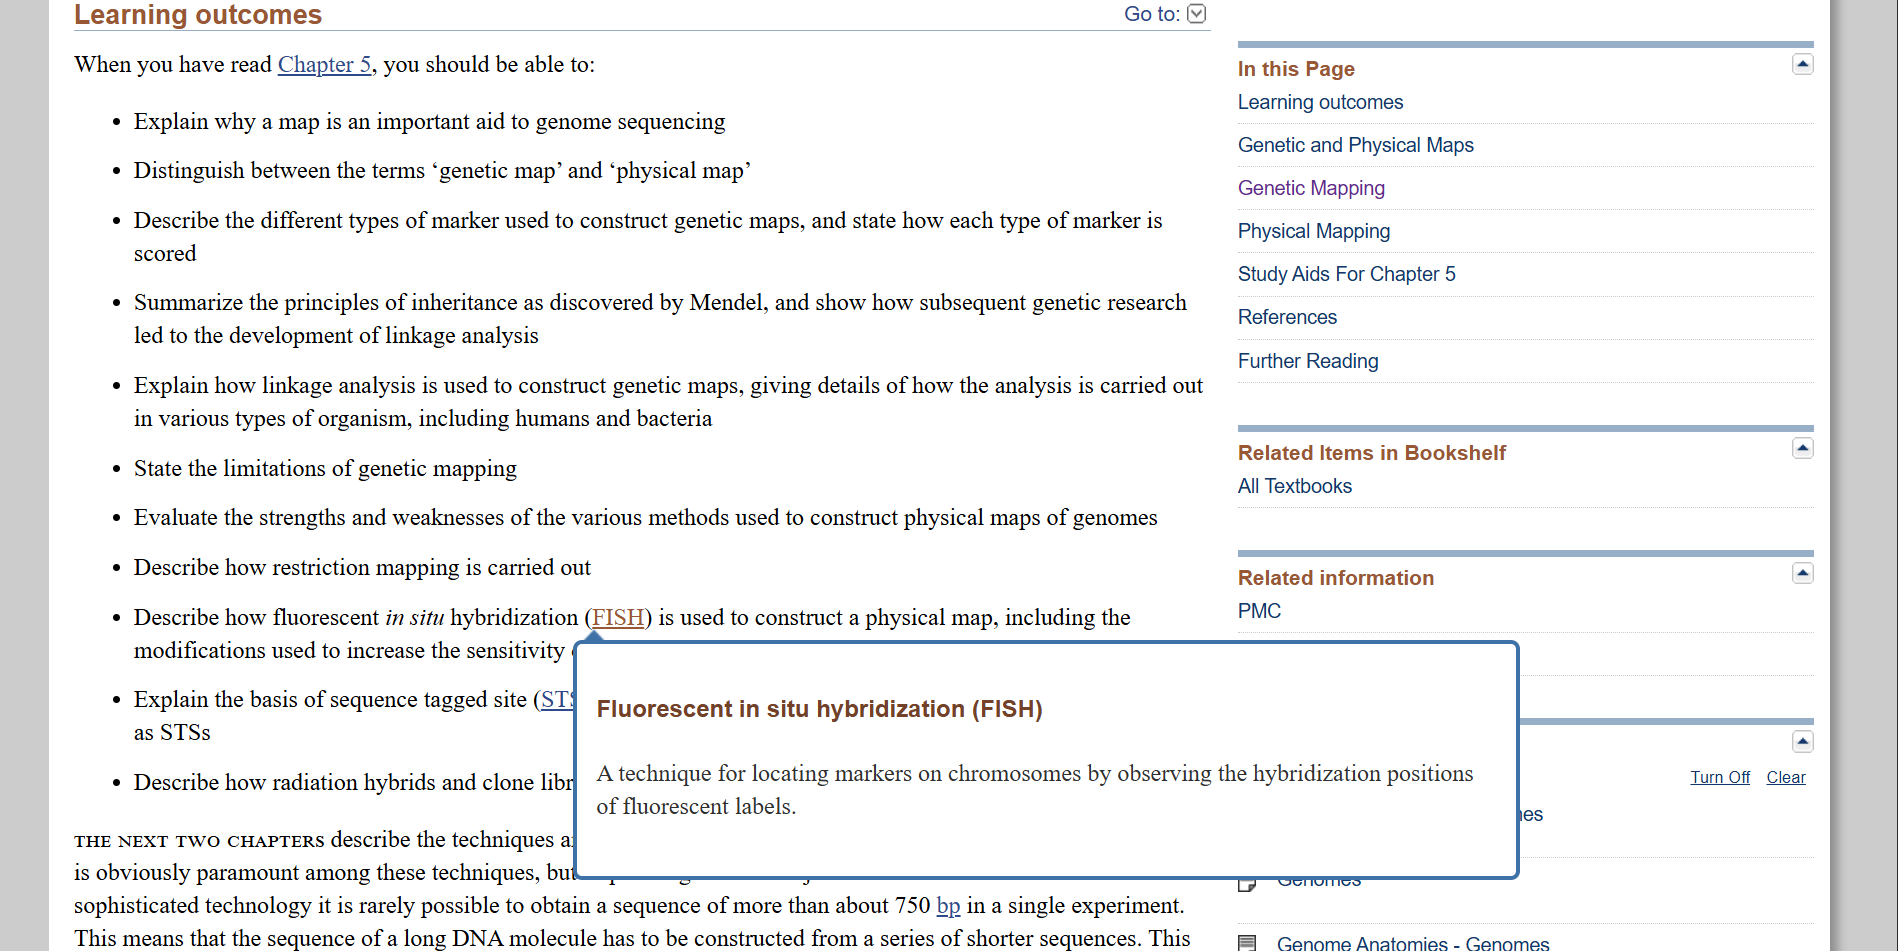 Learning outcomes
Go to:
When you have read Chapter 5, you should be able to:
• Explain why a map is an important aid to genome sequencing
• Distinguish between the terms ‘genetic map’ and ‘physical map’
• Describe the different types of marker used to construct genetic maps, and state how each type of marker is
scored
• Summarize the principles of inheritance as discovered by Mendel, and show how subsequent genetic research
led to the development of linkage analysis
• Explain how linkage analysis is used to construct genetic maps, giving details of how the analysis is carried out
in various types of organism, including humans and bacteria
• State the limitations of genetic mapping
• Evaluate the strengths and weaknesses of the various methods used to construct physical maps of genomes
• Describe how restriction mapping is carried out
• Describe how fluorescent in situ hybridization (FISH) is used to construct a physical map, including the
modifications used to increase the sensitivity
• Explain the basis of sequence tagged site (STS
as STSs
• Describe how radiation hybrids and clone libr
THE NEXT TWO CHAPTERS describe the techniques
is obviously paramount among these techniques, but
sophisticated technology it is rarely possible to obtain a sequence of more than about 750 bp in a single experiment.
This means that the sequence of a long DNA molecule has to be constructed from a series of shorter sequences. This
Fluorescent in situ hybridization (FISH)
A technique for locating markers on chromosomes by observing the hybridization positions
of fluorescent labels.
In this Page
Learning outcomes
Genetic and Physical Maps
Genetic Mapping
Physical Mapping
Study Aids For Chapter 5
References
Further Reading
Related Items in Bookshelf
All Textbooks
Related information
PMC
Turn Off Clear
nes
Genomes
Genome Anatomies - Genomes